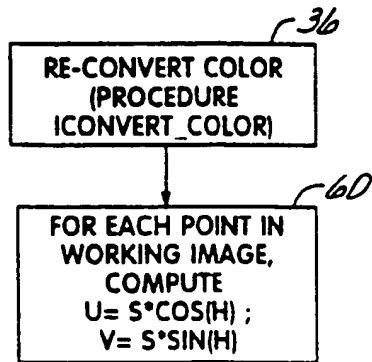 36
RE-CONVERT COLOR
(PROCEDURE
ICONVERT_COLOR)
60
FOR EACH POINT IN
WORKING IMAGE,
COMPUTE
U= S*COS(H) ;
V= S*SIN(H)